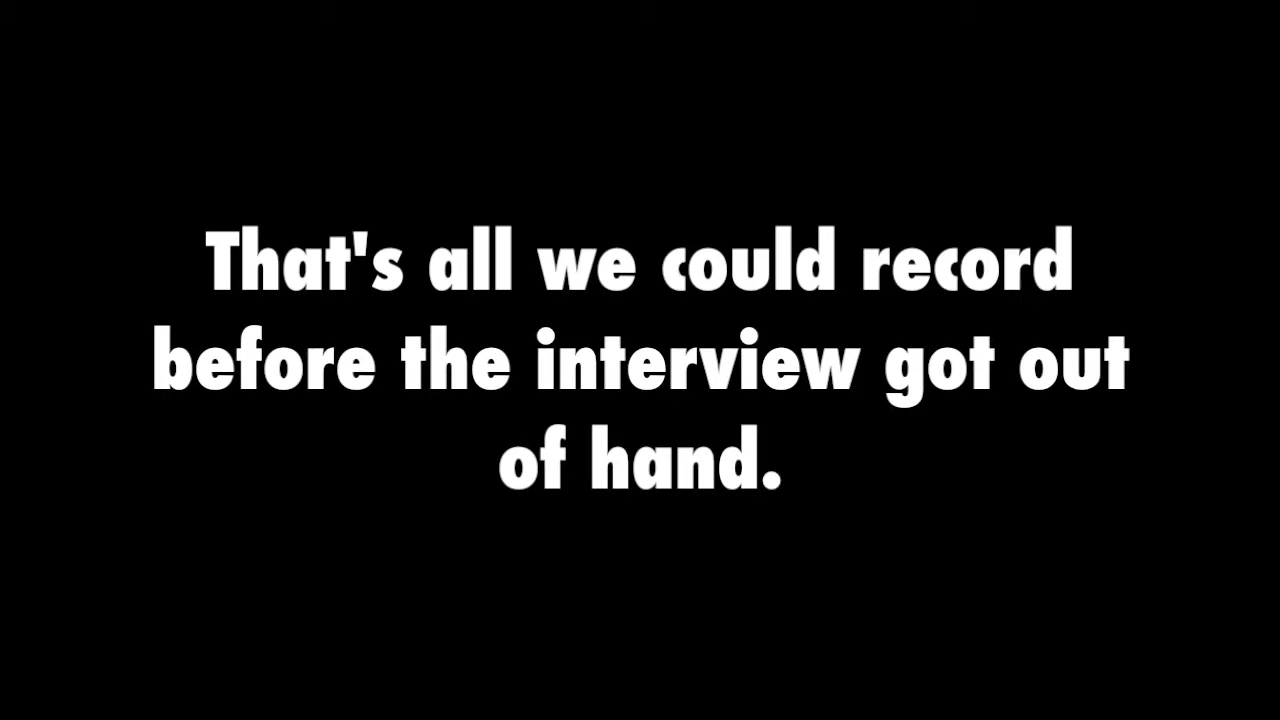 That's all we could record
before the interview got out
of hand.